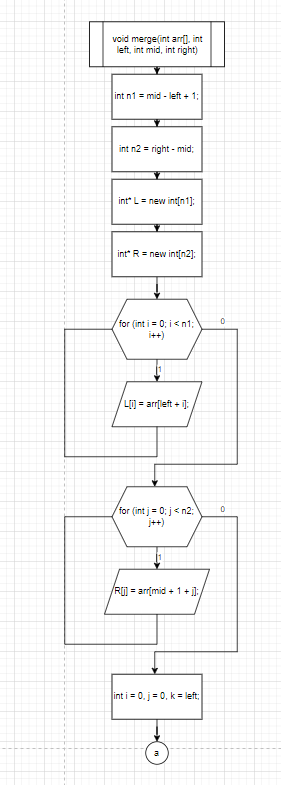 void merge(int arr[], int
left, int mid, int right)
int n1 = mid - left + 1;
int n2 = right - mid;
int* L = new int[n1];
int* R = new int[n2];
for (int i = 0; i < n1;
i++)
0
1
L[i] = arr[left + i];
for (int j = 0; j < n2;
j++)
0
1
R[j] = arr[mid + 1 + j];
int i = 0, j = 0, k = left;
a